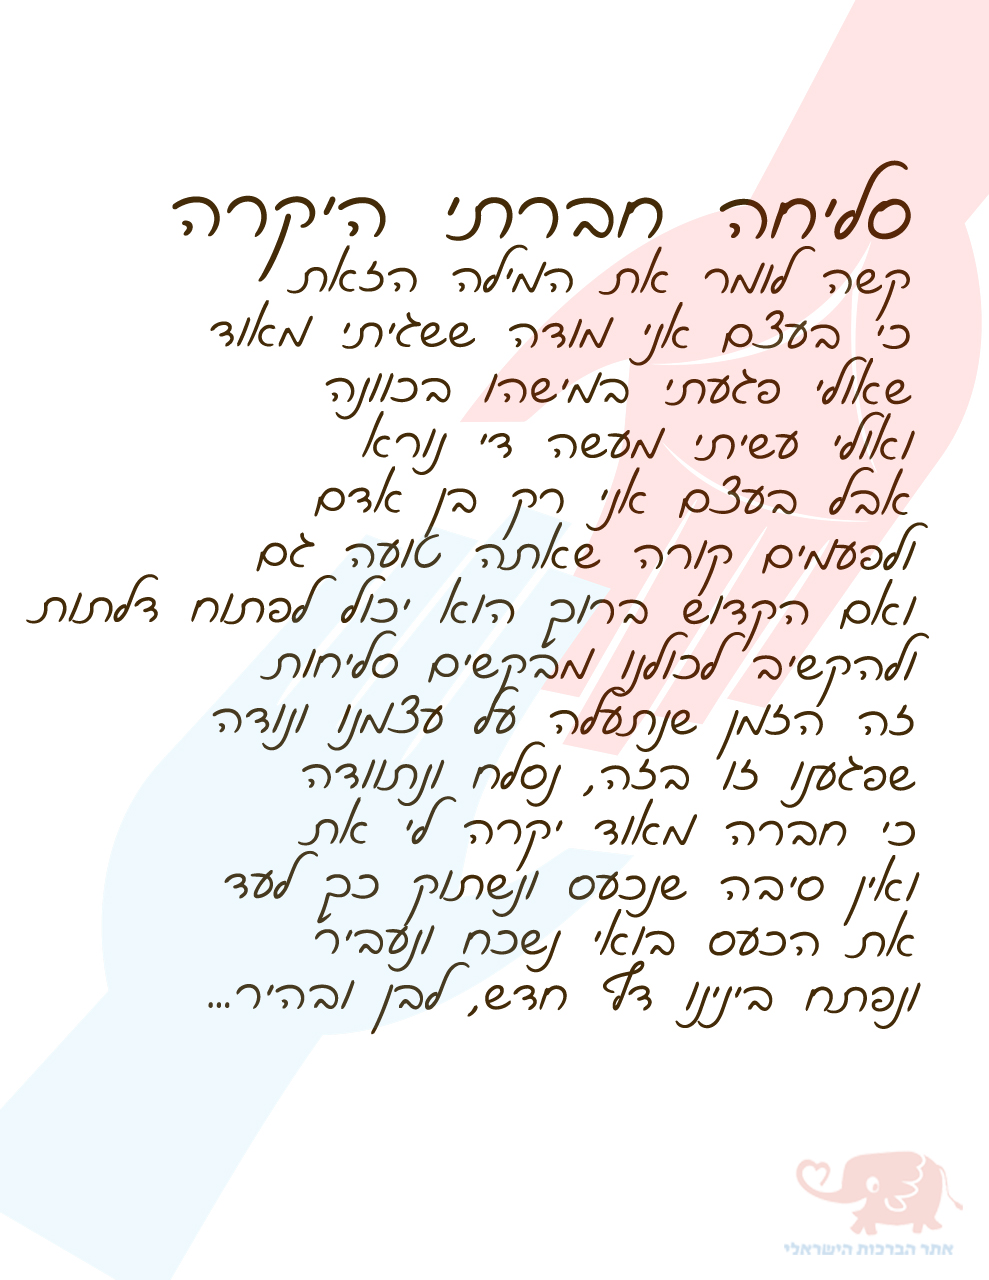 סליחה חברתי היקרה
קשה לומר את המילה הזאת
כי בעצם אני מודה ששגיתי מאוד
שאולי פגעתי במישהו בכוונה
ואולי עשיתי מעשה די נורא
אבל בעצם אני רק בן אדם
ולפעמים קורה שאתה טועה גם
ואם הקדוש ברוך הוא יכול לפתוח דלתות
ולהקשיב לכולנו מבקשים סליחות
זה הזמן שנתעלה על עצמנו ונודה
שפגענו זו בזה, נסלח ונתוודה
כי חברה מאוד יקרה לי את
ואין סיבה שנכעס ונשתוק כך לעד
את הכעס בואי נשכח ונעביר
ונפתח בינינו דף חדש, לבן ובהיר...
אתר הברכות הישראלי